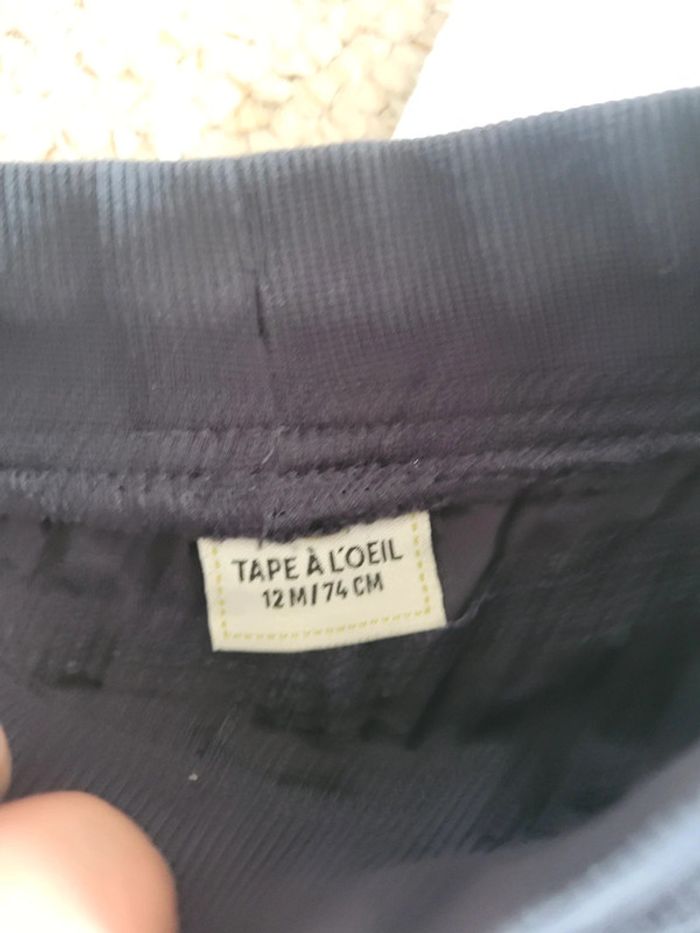 TAPE À L'OEIL
12 M/74 CM